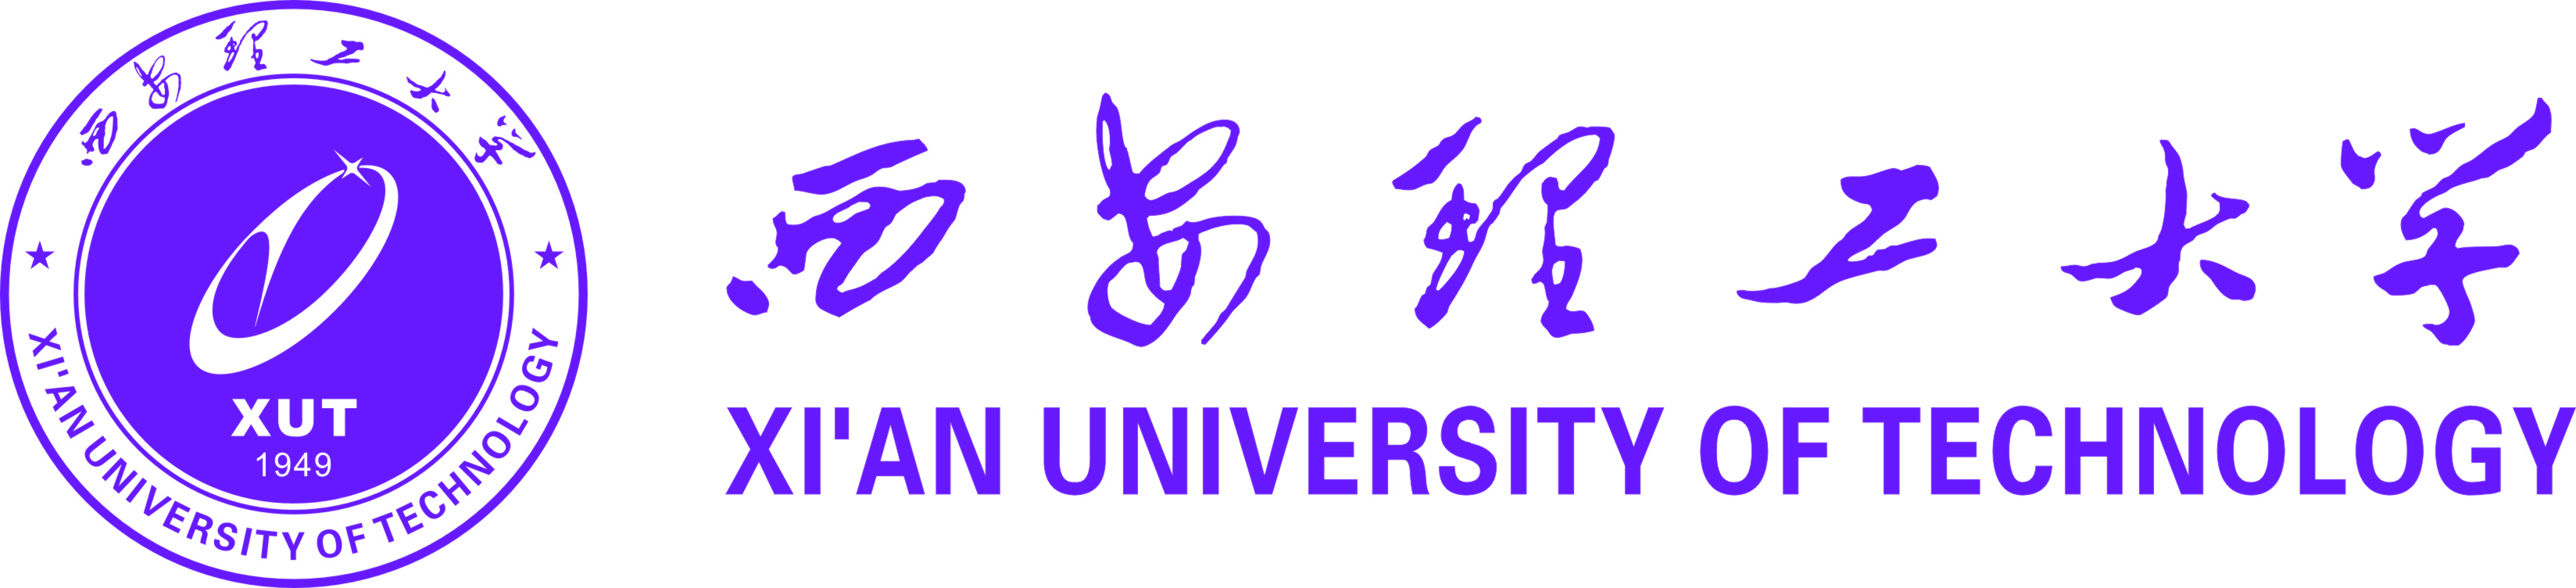 西安理工大学
XUT
1949
XI'AN UNIVERSITY OF TECHNOLOGY
西安理工大学
XI'AN UNIVERSITY OF TECHNOLOGY